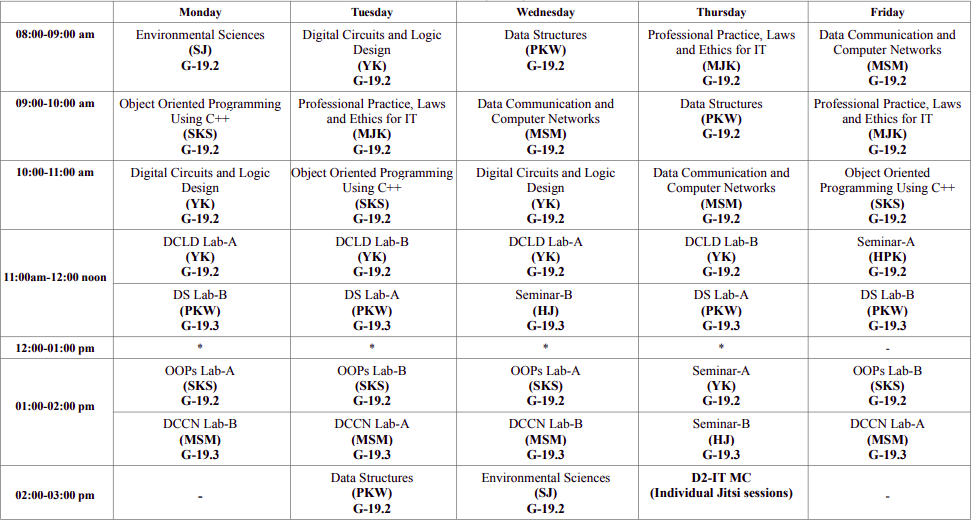 Monday Tuesday Wednesday Thursday Friday
08:00-09:00 am
Environmental Sciences
(SJ)
G-19.2
Digital Circuits and Logic
Design
(YK)
G-19.2
Data Structures
(PKW)
G-19.2
Professional Practice, Laws
and Ethics for IT
(MJK)
G-19.2
Data Communication and
Computer Networks
(MSM)
G-19.2
09:00-10:00 am
Object Oriented Programming
Using C++
(SKS)
G-19.2
Professional Practice, Laws
and Ethics for IT
(MJK)
G-19.2
Data Communication and
Computer Networks
(MSM)
G-19.2
Data Structures
(PKW)
G-19.2
Professional Practice, Laws
and Ethics for IT
(MJK)
G-19.2
10:00-11:00 am
Digital Circuits and Logic
Design
(YK)
G-19.2
Object Oriented Programming
Using C++
(SKS)
G-19.2
Digital Circuits and Logic
Design
(YK)
G-19.2
Data Communication and
Computer Networks
(MSM)
G-19.2
Object Oriented
Programming Using C++
(SKS)
G-19.2
11:00am-12:00 noon
DCLD Lab-A
(YK)
G-19.2
DCLD Lab-B
(YK)
G-19.2
DCLD Lab-A
(YK)
G-19.2
DCLD Lab-B
(YK)
G-19.2
Seminar-A
(HPK)
G-19.2
DS Lab-B
(PKW)
G-19.3
DS Lab-A
(PKW)
G-19.3
Seminar-B
(HJ)
G-19.3
DS Lab-A
(PKW)
G-19.3
DS Lab-B
(PKW)
G-19.3
12:00-01:00 pm * * * * -
01:00-02:00 pm
OOPs Lab-A
(SKS)
G-19.2
OOPs Lab-B
(SKS)
G-19.2
OOPs Lab-A
(SKS)
G-19.2
Seminar-A
(YK)
G-19.2
OOPs Lab-B
(SKS)
G-19.2
DCCN Lab-B
(MSM)
G-19.3
DCCN Lab-A
(MSM)
G-19.3
DCCN Lab-B
(MSM)
G-19.3
Seminar-B
(HJ)
G-19.3
DCCN Lab-A
(MSM)
G-19.3
02:00-03:00 pm
-
Data Structures
(PKW)
G-19.2
Environmental Sciences
(SJ)
G-19.2
D2-IT MC
(Individual Jitsi sessions)
-